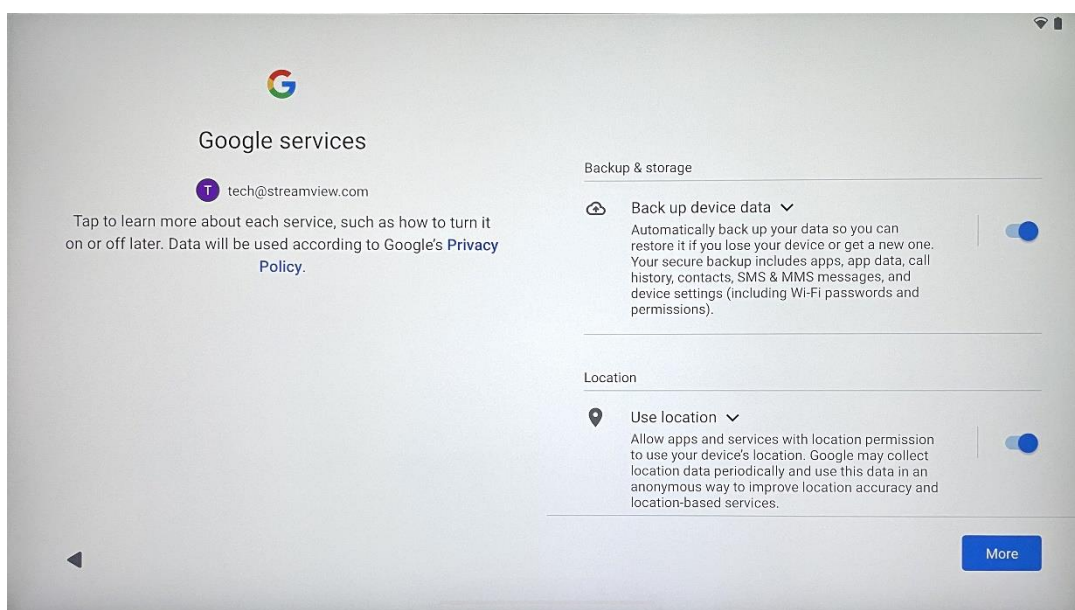 Google services
T tech@streamview.com
Tap to learn more about each service, such as how to turn it
on or off later. Data will be used according to Google's Privacy
Policy.
Backup & storage
Back up device data
Automatically back up your data so you can
restore it if you lose your device or get a new one.
Your secure backup includes apps, app data, call
history, contacts, SMS & MMS messages, and
device settings (including Wi-Fi passwords and
permissions).
Location
Use location
Allow apps and services with location permission
to use your device's location. Google may collect
location data periodically and use this data in an
anonymous way to improve location accuracy and
location-based services.
More